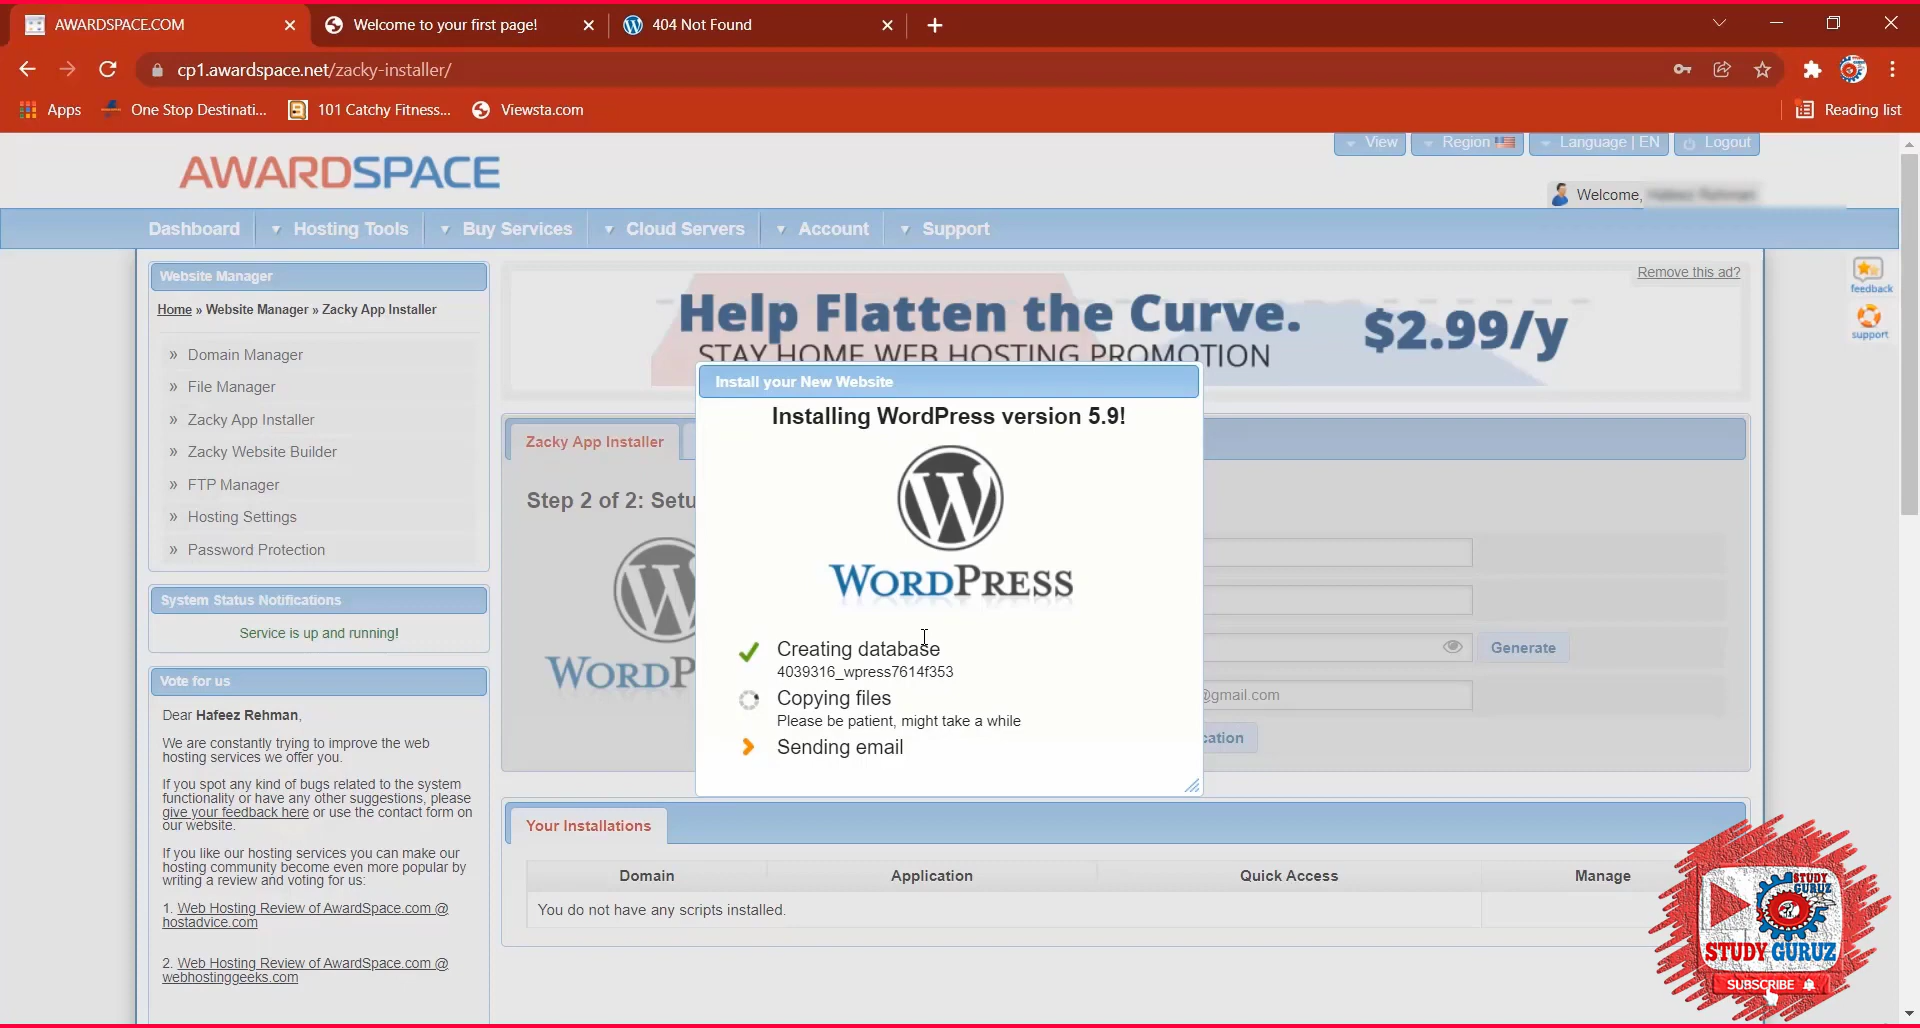 AWARDSPACE.COM
Welcome to your first page!
404 Not Found
cp1.awardspace.net/zacky-installer/
Apps
One Stop Destinati...
101 Catchy Fitness...
Viewsta.com
Reading list
View
Region
Language | EN
Logout
AWARDSPACE
Welcome,
Dashboard
Hosting Tools
Buy Services
Cloud Servers
Account
Support
Website Manager
Home » Website Manager » Zacky App Installer
» Domain Manager
» File Manager
» Zacky App Installer
» Zacky Website Builder
» FTP Manager
» Hosting Settings
» Password Protection
System Status Notifications
Service is up and running!
Vote for us
Dear Hafeez Rehman,
We are constantly trying to improve the web
hosting services we offer you.
If you spot any kind of bugs related to the system
functionality or have any other suggestions, please
give your feedback here or use the contact form on
our website.
If you like our hosting services you can make our
hosting community become even more popular by
writing a review and voting for us:
1. Web Hosting Review of AwardSpace.com @
hostadvice.com
2. Web Hosting Review of AwardSpace.com @
webhostinggeeks.com
Remove this ad?
Help Flatten the Curve.
STAY HOME WEB HOSTING PROMOTION
$2.99/y
feedback
support
Zacky App Installer
Step 2 of 2: Setu
WORDP
Install your New Website
Installing WordPress version 5.9!
WORDPRESS
Creating database
4039316_wpress7614f353
Copying files
Please be patient, might take a while
Sending email
Generate
@gmail.com
cation
Your Installations
Domain
Application
Quick Access
Manage
You do not have any scripts installed.
STUDY
GURUZ
STUDY GURUZ
SUBSCRIBE